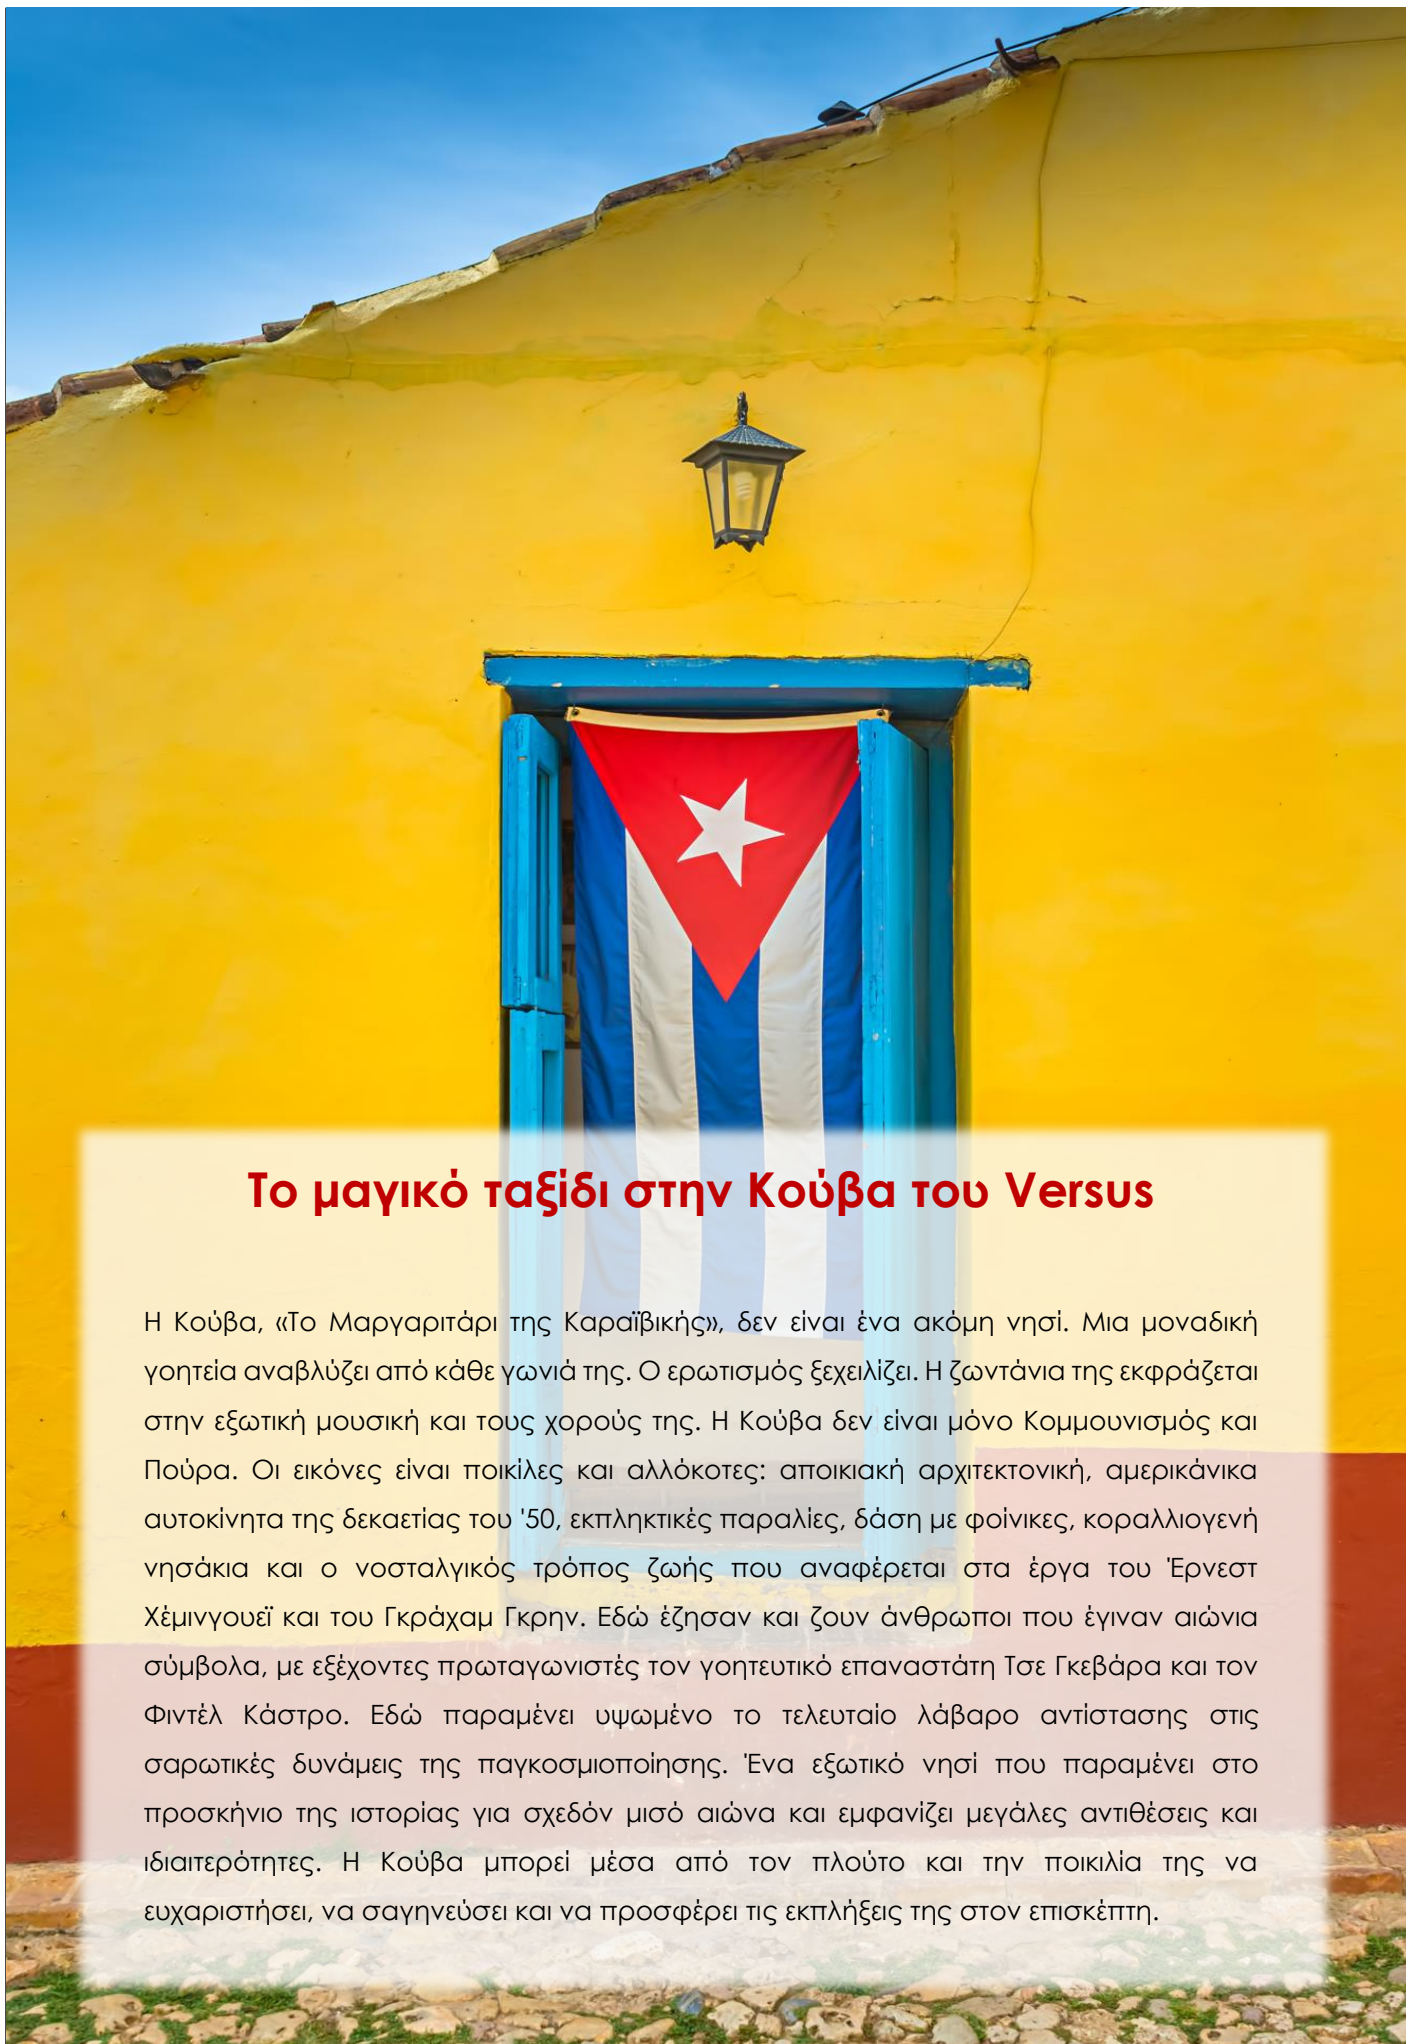 Το μαγικό ταξίδι στην Κούβα του Versus
Η Κούβα, «Το Μαργαριτάρι της Καραϊβικής», δεν είναι ένα ακόμη νησί. Μια μοναδική
γοητεία αναβλύζει από κάθε γωνιά της. Ο ερωτισμός ξεχειλίζει. Η ζωντάνια της εκφράζεται
στην εξωτική μουσική και τους χορούς της. Η Κούβα δεν είναι μόνο Κομμουνισμός και
Πούρα. Οι εικόνες είναι ποικίλες και αλλόκοτες: αποικιακή αρχιτεκτονική, αμερικάνικα
αυτοκίνητα της δεκαετίας του '50, εκπληκτικές παραλίες, δάση με φοίνικες, κοραλλιογενή
νησάκια και ο νοσταλγικός τρόπος ζωής που αναφέρεται στα έργα του Έρνεστ
Χέμινγουεϊ και του Γκράχαμ Γκρην. Εδώ έζησαν και ζουν άνθρωποι που έγιναν αιώνια
σύμβολα, με εξέχοντες πρωταγωνιστές τον γοητευτικό επαναστάτη Τσε Γκεβάρα και τον
Φιντέλ Κάστρο. Εδώ παραμένει υψωμένο το τελευταίο λάβαρο αντίστασης στις
σαρωτικές δυνάμεις της παγκοσμιοποίησης. Ένα εξωτικό νησί που παραμένει στο
προσκήνιο της ιστορίας για σχεδόν μισό αιώνα και εμφανίζει μεγάλες αντιθέσεις και
ιδιαιτερότητες. Η Κούβα μπορεί μέσα από τον πλούτο και την ποικιλία της να
ευχαριστήσει, να σαγηνεύσει και να προσφέρει τις εκπλήξεις της στον επισκέπτη.